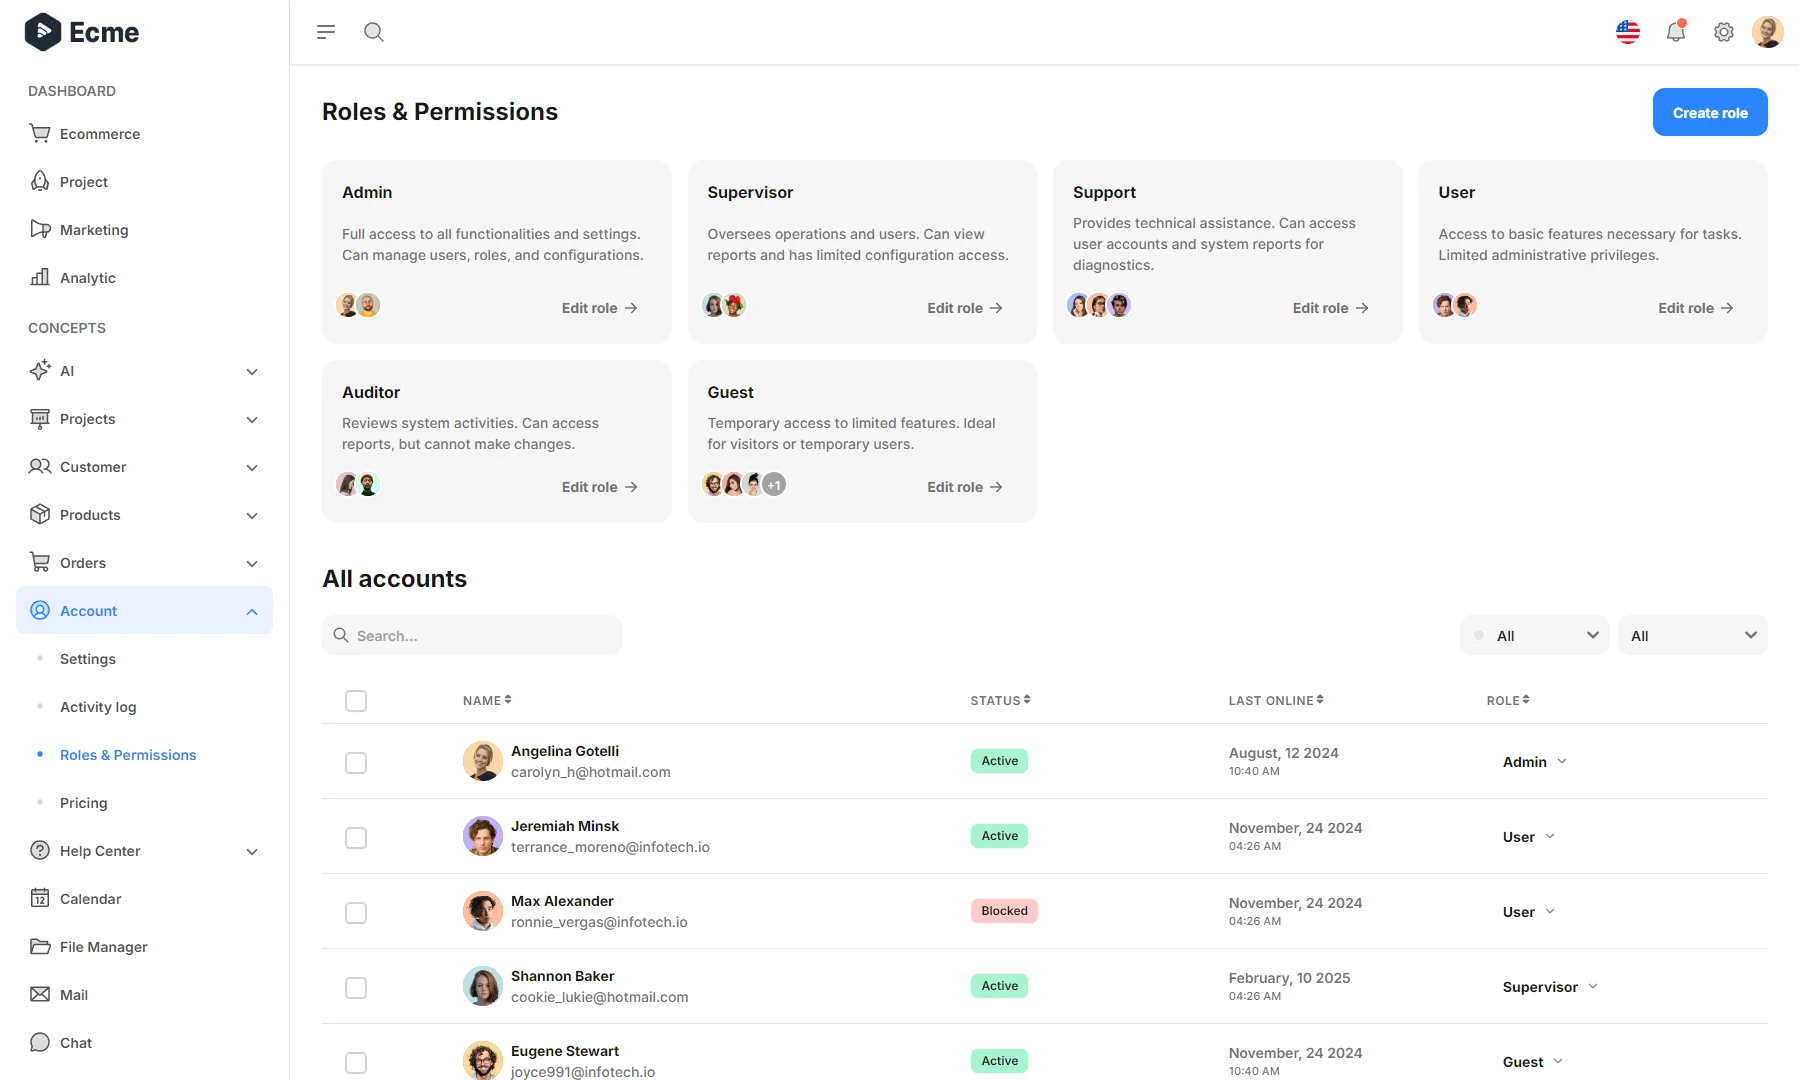 Ecme
DASHBOARD
Ecommerce
Project
Marketing
Analytic
CONCEPTS
AI
Projects
Customer
Products
Orders
Account
Settings
Activity log
Roles & Permissions
Pricing
Help Center
12
Calendar
File Manager
Mail
Chat
Roles & Permissions
Create role
Admin
Full access to all functionalities and settings.
Can manage users, roles, and configurations.
Edit role
Supervisor
Oversees operations and users. Can view
reports and has limited configuration access.
Edit role
Support
Provides technical assistance. Can access
user accounts and system reports for
diagnostics.
Edit role
User
Access to basic features necessary for tasks.
Limited administrative privileges.
Edit role
Auditor
Reviews system activities. Can access
reports, but cannot make changes.
Edit role
Guest
Temporary access to limited features. Ideal
for visitors or temporary users.
+1
Edit role
All accounts
Search...
All
All
NAME STATUS LAST ONLINE ROLE
Angelina Gotelli
carolyn_h@hotmail.com
Active
August, 12 2024
10:40 AM
Admin
Jeremiah Minsk
terrance_moreno@infotech.io
Active
November, 24 2024
04:26 AM
User
Max Alexander
ronnie_vergas@infotech.io
Blocked
November, 24 2024
04:26 AM
User
Shannon Baker
cookie_lukie@hotmail.com
Active
February, 10 2025
04:26 AM
Supervisor
Eugene Stewart
joyce991@infotech.io
Active
November, 24 2024
10:40 AM
Guest